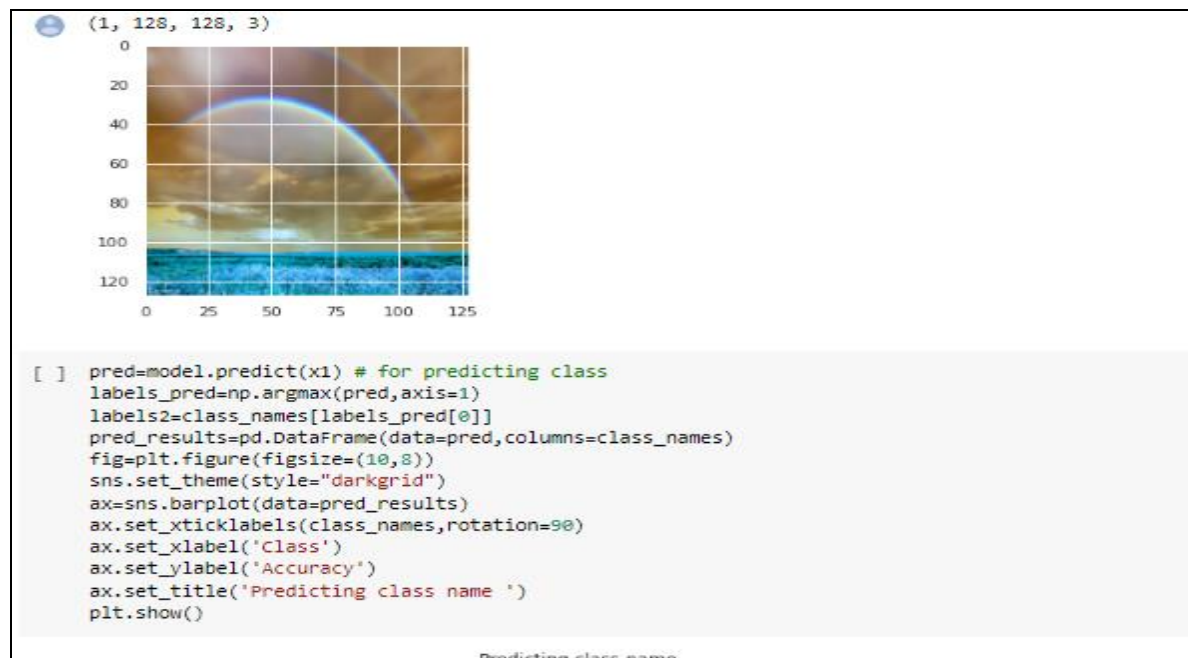 (1, 128, 128, 3)
0
20
40
60
80
100
120
0 25 50 75 100 125
[ ] pred=model.predict(x1) # for predicting class
labels_pred=np.argmax(pred,axis=1)
labels2=class_names[labels_pred[0]]
pred_results=pd.DataFrame(data=pred,columns=class_names)
fig=plt.figure(figsize=(10,8))
sns.set_theme(style="darkgrid")
ax=sns.barplot(data=pred_results)
ax.set_xticklabels(class_names,rotation=90)
ax.set_xlabel('Class')
ax.set_ylabel('Accuracy')
ax.set_title('Predicting class name ')
plt.show()
Predicting class name